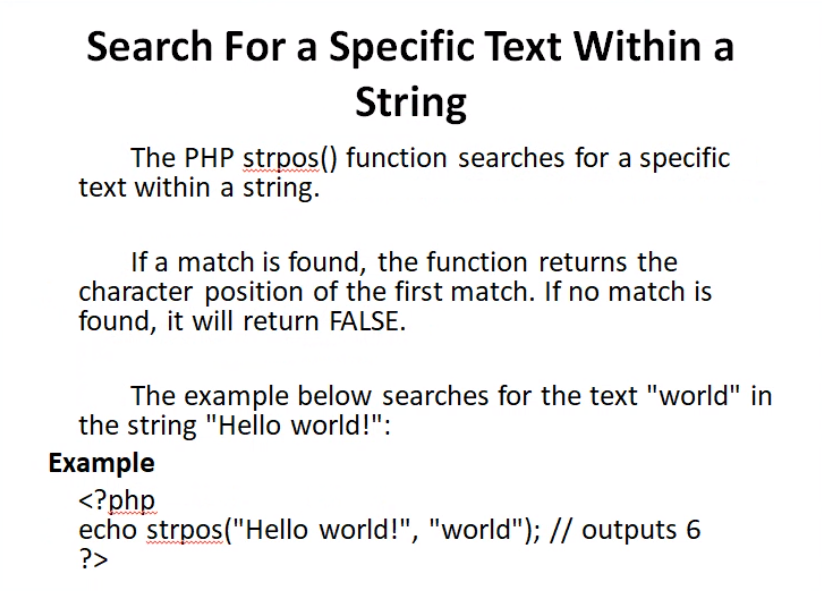 Search For a Specific Text Within a
String
The PHP strpos() function searches for a specific
text within a string.
If a match is found, the function returns the
character position of the first match. If no match is
found, it will return FALSE.
The example below searches for the text "world" in
the string "Hello world!":
Example
<?php
echo strpos("Hello world!", "world"); // outputs 6
?>